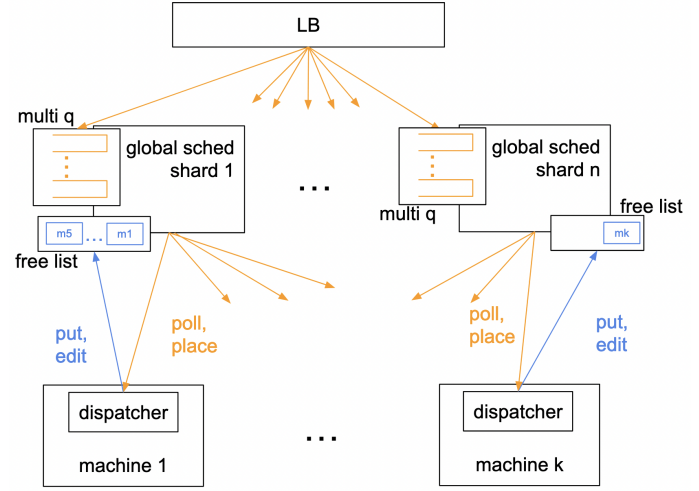 LB
multi q
global sched
shard 1
...
global sched
shard n
multi q
free list
m5 ... m1
free list
mk
poll,
place
put,
edit
poll,
place
put,
edit
dispatcher
machine 1
...
dispatcher
machine k